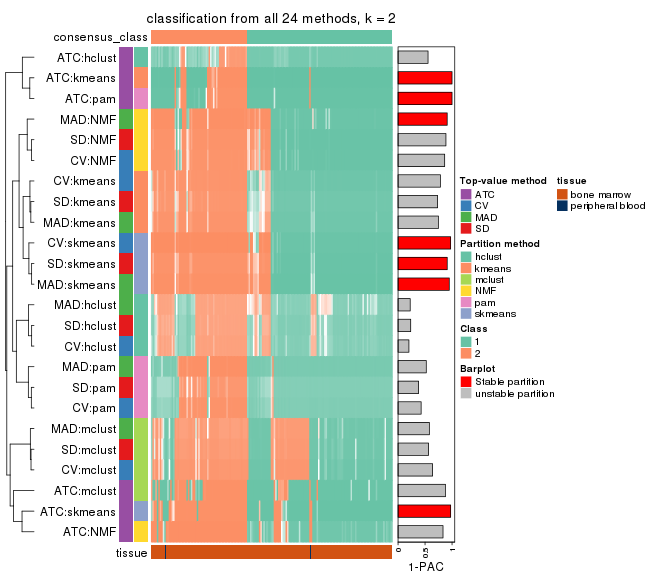 classification from all 24 methods, k = 2
consensus_class
ATC:hclust
ATC:kmeans
ATC:pam
MAD:NMF
SD:NMF
CV:NMF
CV:kmeans
SD:kmeans
MAD:kmeans
CV:skmeans
SD:skmeans
MAD:skmeans
MAD:hclust
SD:hclust
CV:hclust
MAD:pam
SD:pam
CV:pam
MAD:mclust
SD:mclust
CV:mclust
ATC:mclust
ATC:skmeans
ATC:NMF
tissue
0 0.5 1
1-PAC
Top-value method
ATC
CV
MAD
SD
Partition method
hclust
kmeans
mclust
NMF
pam
skmeans
Class
1
2
Barplot
Stable partition
unstable partition
tissue
bone marrow
peripheral blood